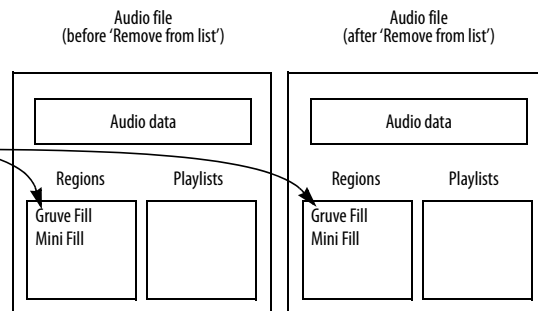 Audio file
(before ‘Remove from list’)
Audio data
Regions
Playlists
Gruve Fill
Mini Fill
Audio file
(after ‘Remove from list’)
Audio data
Regions
Playlists
Gruve Fill
Mini Fill